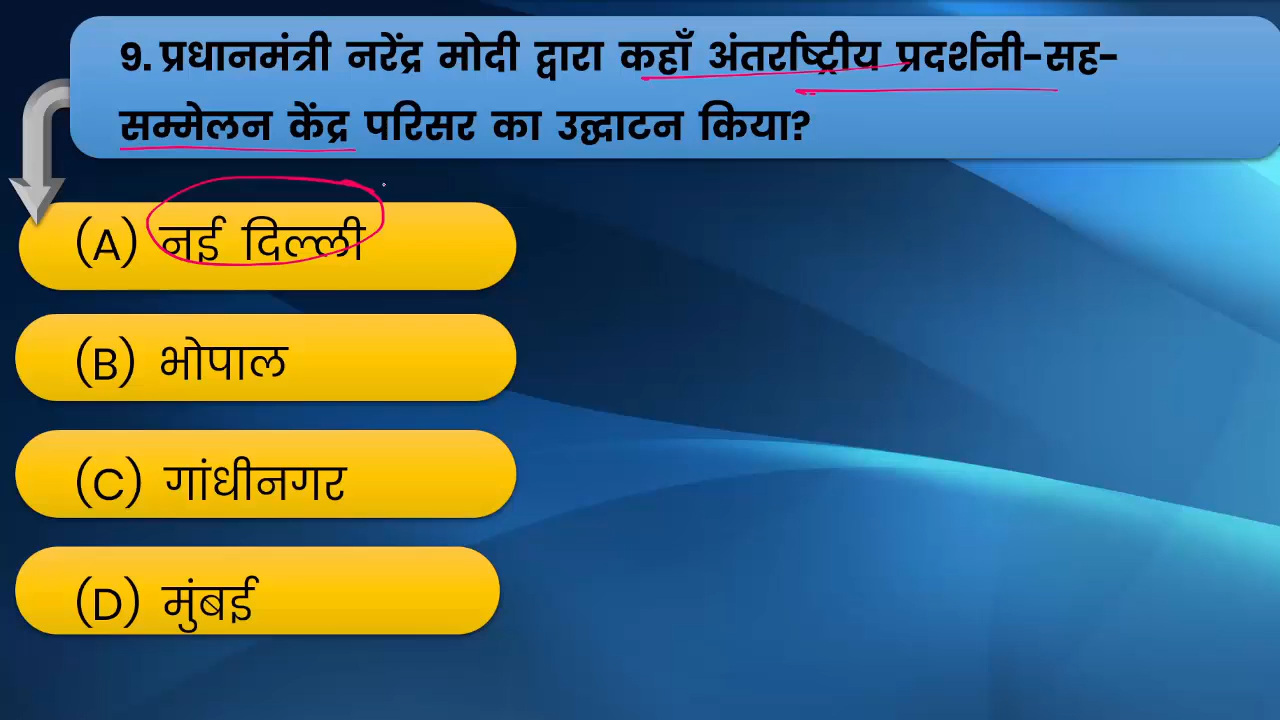 9. प्रधानमंत्री नरेंद्र मोदी द्वारा कहाँ अंतर्राष्ट्रीय प्रदर्शनी-सह-
सम्मेलन केंद्र परिसर का उद्घाटन किया?
(A) नई दिल्ली
(B) भोपाल
(C) गांधीनगर
(D) मुंबई